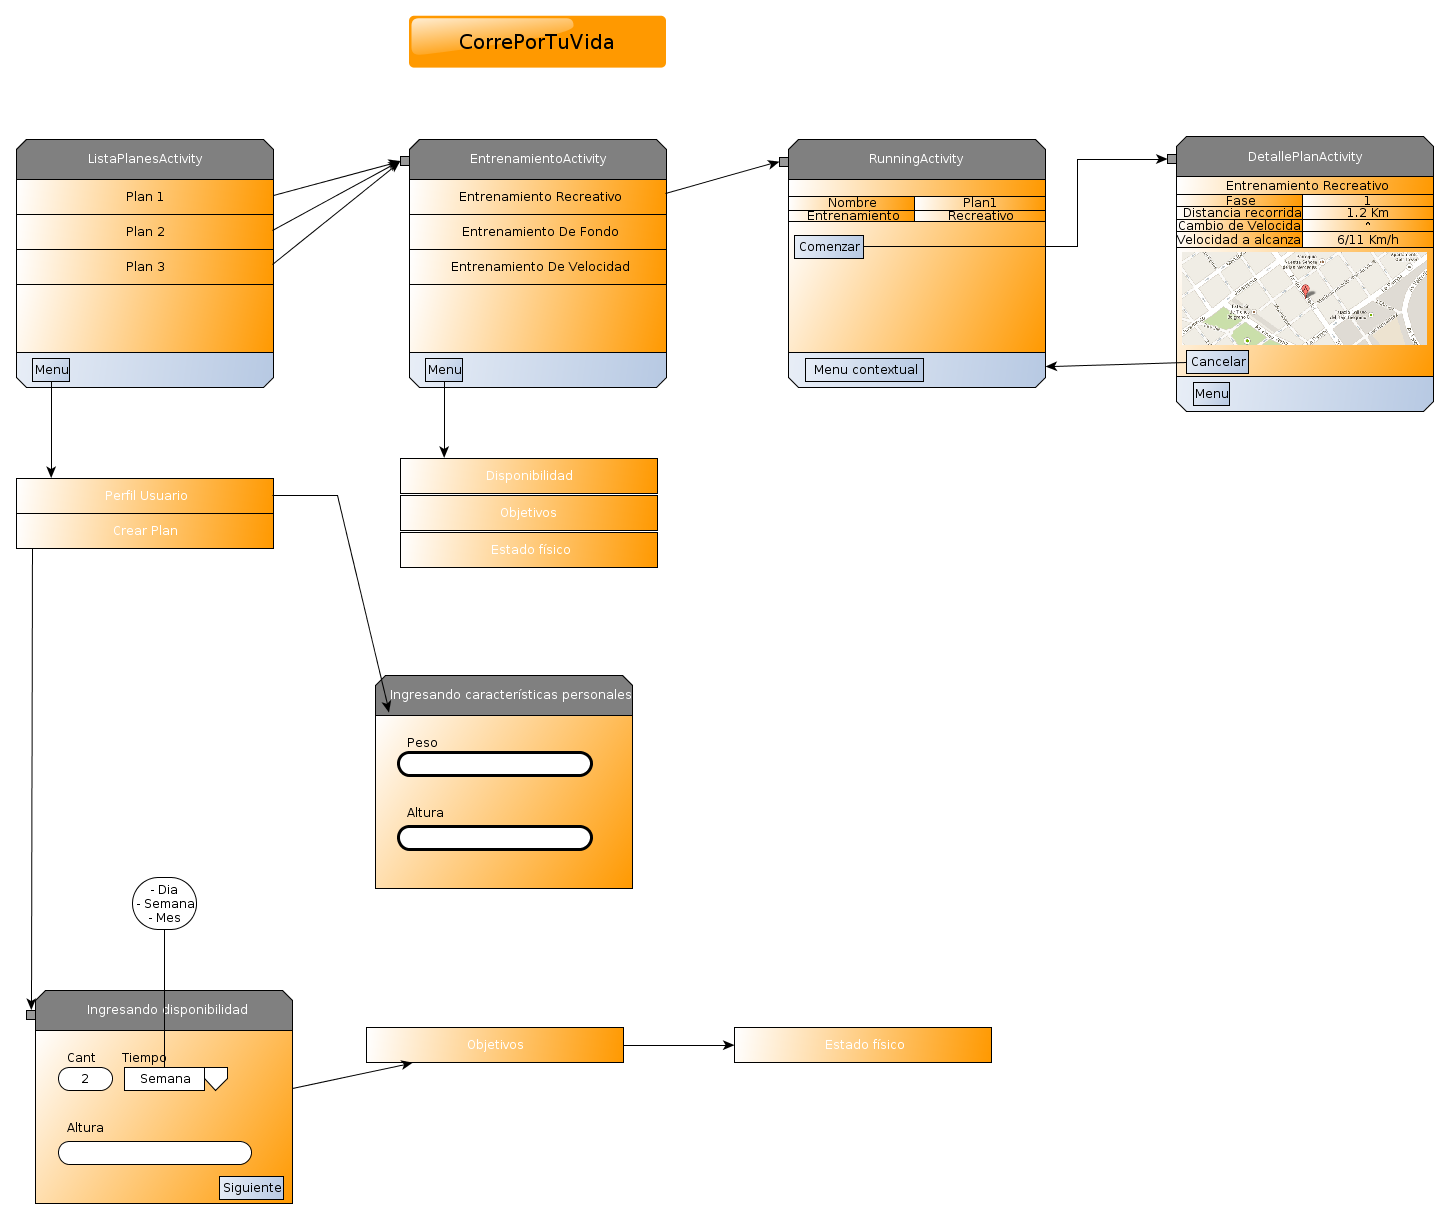 CorrePorTuVida
ListaPlanesActivity
Plan 1
Plan 2
Plan 3
Menu
EntrenamientoActivity
Entrenamiento Recreativo
Entrenamiento De Fondo
Entrenamiento De Velocidad
Menu
RunningActivity
Nombre Plan1
Entrenamiento Recreativo
Comenzar
Menu contextual
DetallePlanActivity
Entrenamiento Recreativo
Fase 1
Distancia recorrida 1.2 Km
Cambio de Velocida ^
Velocidad a alcanza 6/11 Km/h
A
Cancelar
Menu
Perfil Usuario
Crear Plan
Disponibilidad
Objetivos
Estado físico
Ingresando características personales
Peso
Altura
- Dia
- Semana
- Mes
Ingresando disponibilidad
Cant Tiempo
2 Semana
Altura
Siguiente
Objetivos
Estado físico